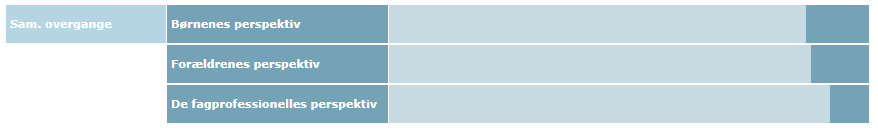 Sam. overgange
Børnenes perspektiv
Forældrenes perspektiv
De fagprofessionelles perspektiv